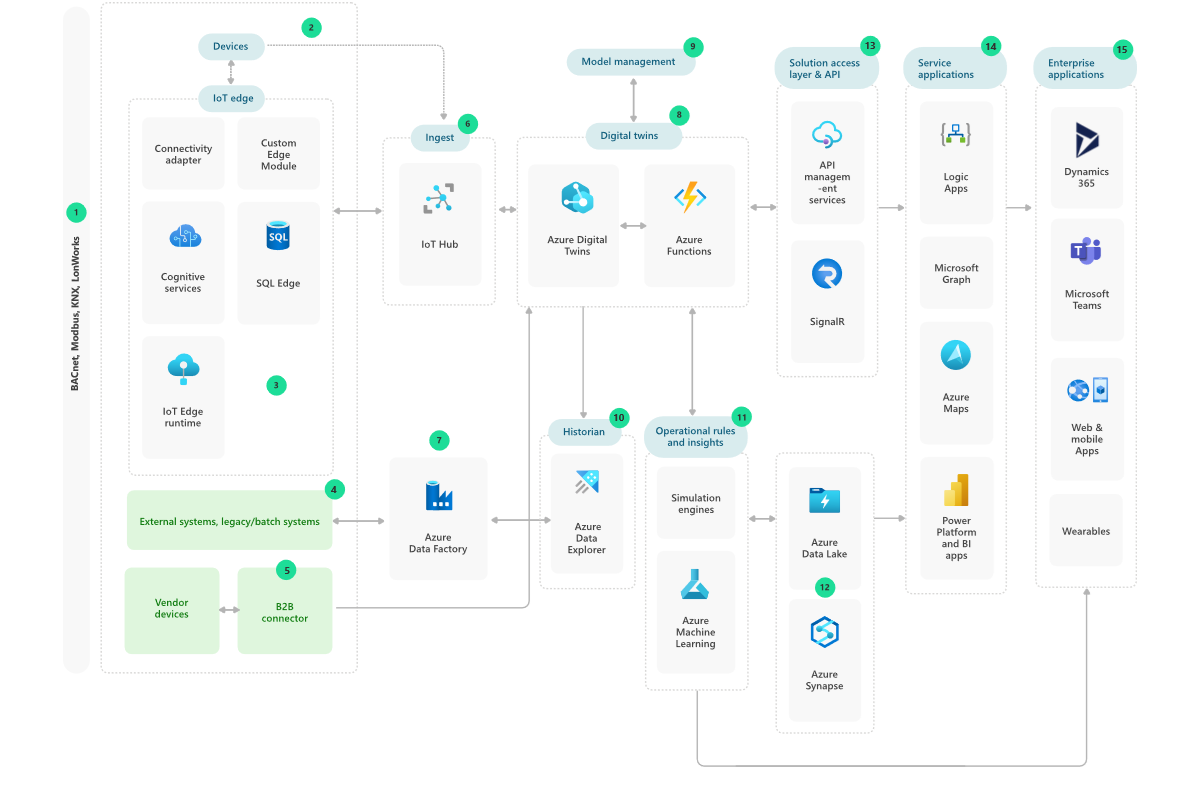 1
BACnet, Modbus, KNX, LonWorks
2
Devices
IoT edge
Connectivity
adapter
Custom
Edge
Module
Cognitive
services
SQL
SQL Edge
IoT Edge
runtime
3
4
External systems, legacy/batch systems
5
Vendor
devices
B2B
connector
6
Ingest
IoT Hub
7
Azure
Data Factory
9
Model management
8
Digital twins
Azure Digital
Twins
Azure
Functions
10
Historian
Azure
Data
Explorer
11
Operational rules
and insights
Simulation
engines
Azure
Machine
Learning
Azure
Data Lake
12
Azure
Synapse
13
Solution access
layer & API
API
managem
-ent
services
SignalR
14
Service
applications
Logic
Apps
Microsoft
Graph
Azure
Maps
Power
Platform
and BI
apps
15
Enterprise
applications
Dynamics
365
T
Microsoft
Teams
Web &
mobile
Apps
Wearables